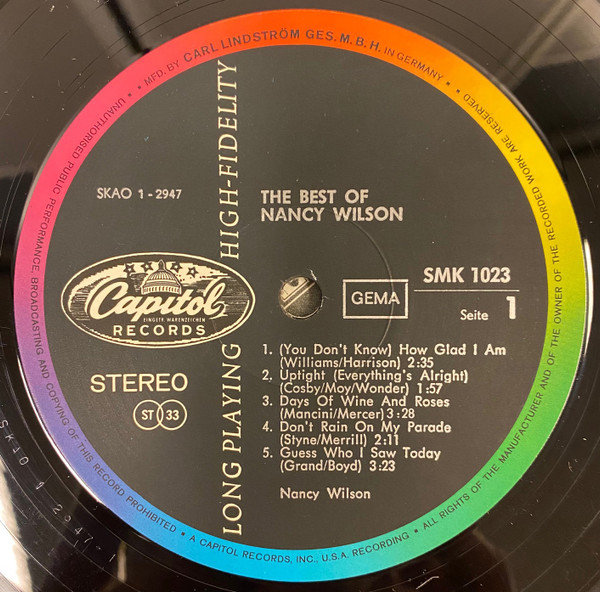 • MFD. BY CARL LINDSTRÖM GES. M. B. H. IN GERMANY •
UNAUTHORISED PUBLIC PERFORMANCE, BROADCASTING AND COPYING OF THIS RECORD PROHIBITED • A CAPITOL RECORDS, INC., U.S.A. RECORDING • ALL RIGHTS OF THE MANUFACTURER AND OF THE OWNER OF THE RECORDED WORK ARE RESERVED
LONG PLAYING HIGH-FIDELITY
SKAO 1 - 2947
THE BEST OF
NANCY WILSON
Capitol
EINGETR. WARENZEICHEN
RECORDS
STEREO
ST 33
GEMA
SMK 1023
Seite 1
1. (You Don't Know) How Glad I Am
(Williams/Harrison) 2:35
2. Uptight (Everything's Alright)
(Cosby/Moy/Wonder) 1:57
3. Days Of Wine And Roses
(Mancini/Mercer) 3:28
4. Don't Rain On My Parade
(Styne/Merrill) 2:11
5. Guess Who I Saw Today
(Grand/Boyd) 3:23
Nancy Wilson